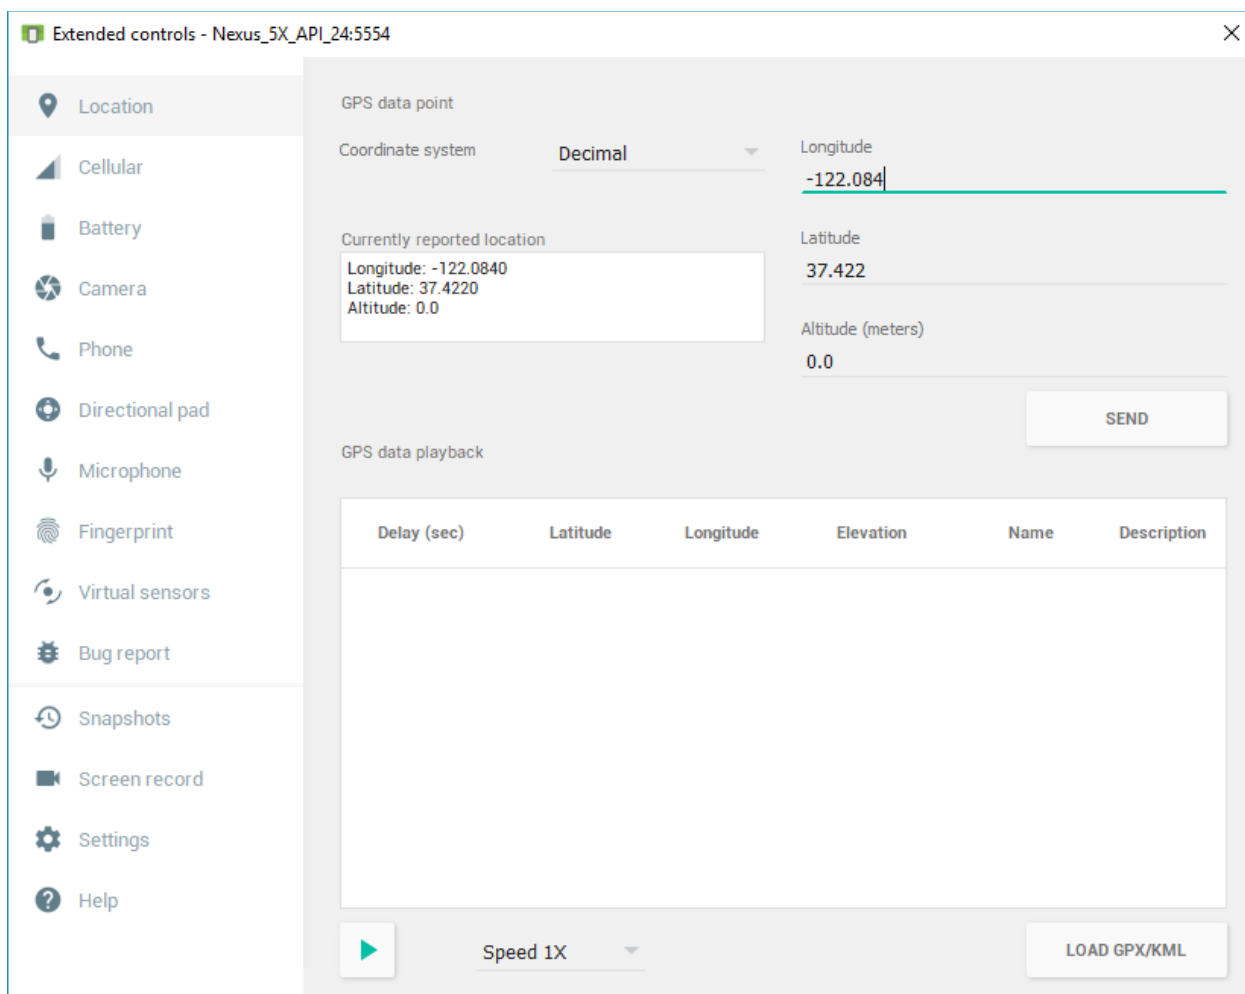 Extended controls - Nexus_5X_API_24:5554
Location
Cellular
Battery
Camera
Phone
Directional pad
Microphone
Fingerprint
Virtual sensors
Bug report
Snapshots
Screen record
Settings
Help
GPS data point
Coordinate system
Decimal
Currently reported location
Longitude: -122.0840
Latitude: 37.4220
Altitude: 0.0
Longitude
-122.084
Latitude
37.422
Altitude (meters)
0.0
SEND
GPS data playback
Delay (sec) Latitude Longitude Elevation Name Description
Speed 1X
LOAD GPX/KML